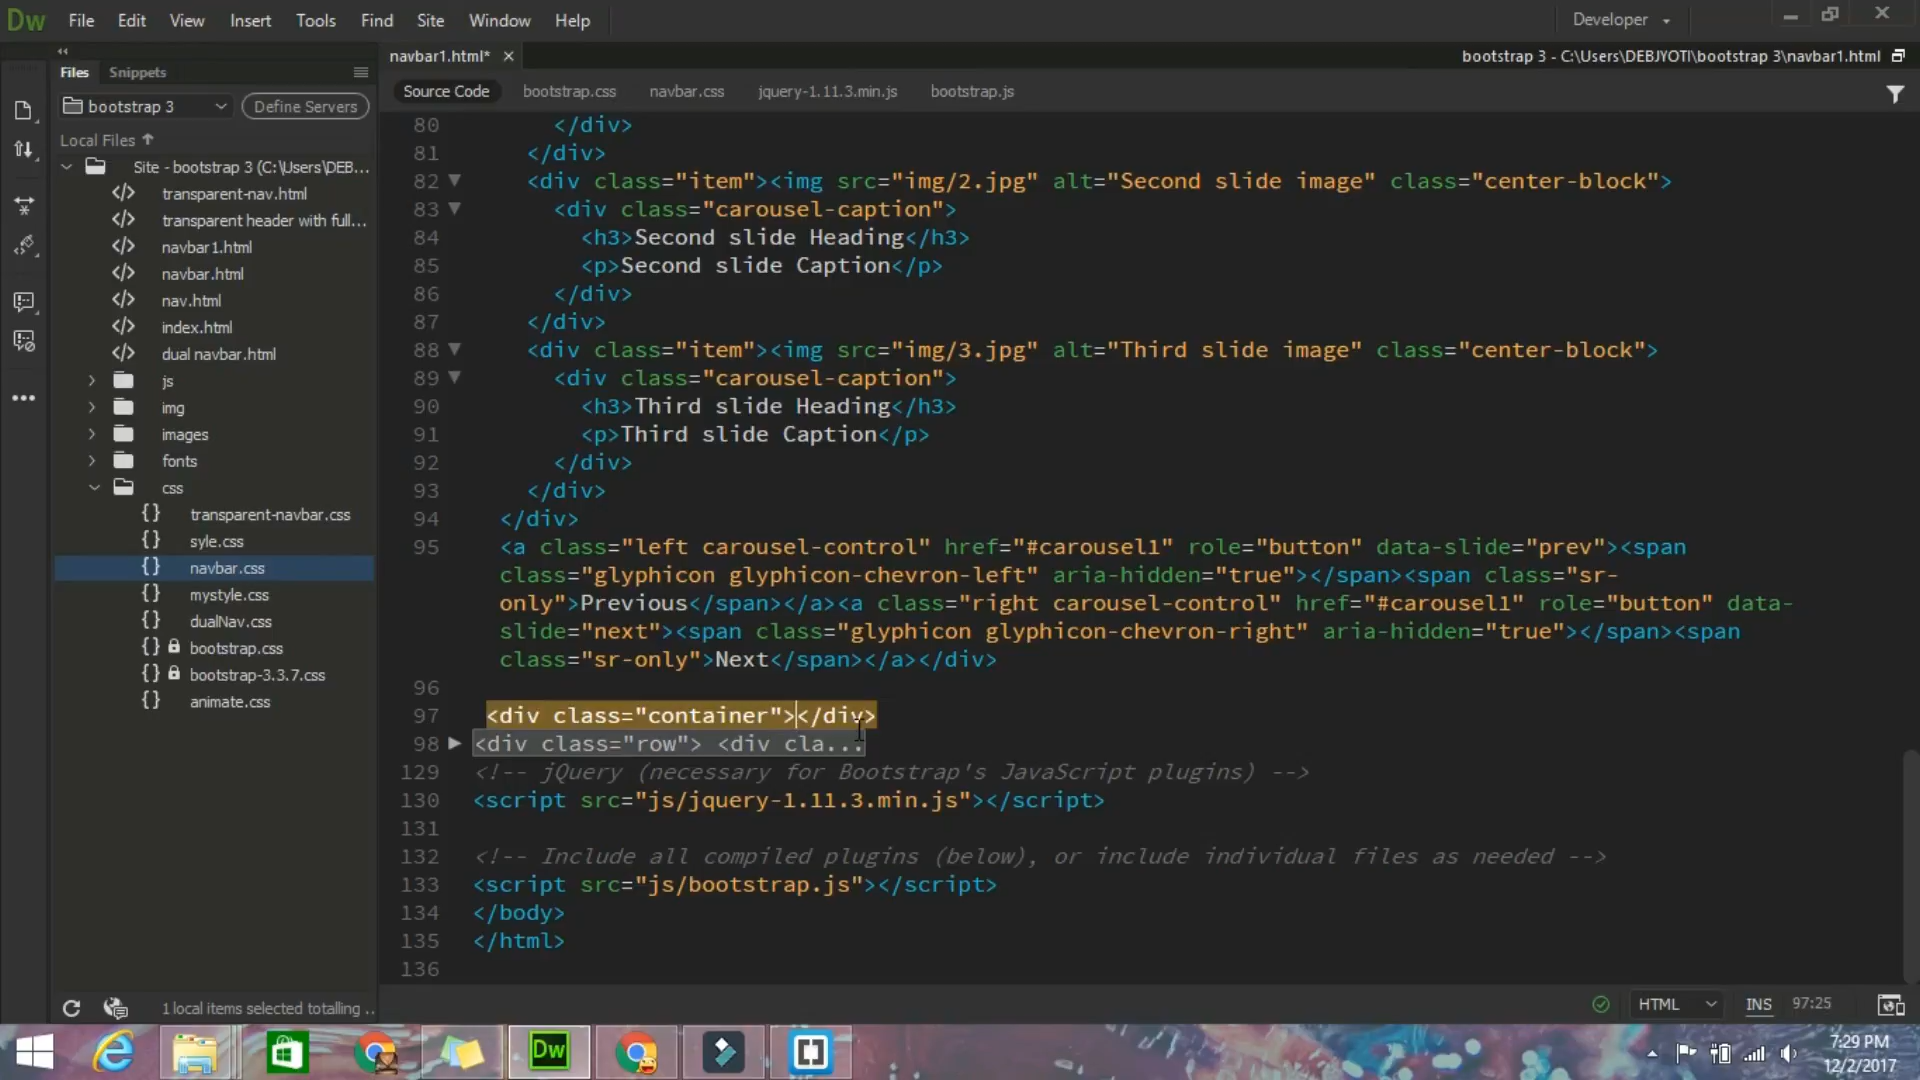 Dw File Edit View Insert Tools Find Site Window Help Developer
navbar1.html* bootstrap 3 - C:\Users\DEBJYOTI\bootstrap 3\navbar1.html
Files Snippets
Source Code bootstrap.css navbar.css jquery-1.11.3.min.js bootstrap.js
bootstrap 3 Define Servers
Local Files
Site - bootstrap 3 (C:\Users\DEB...
transparent-nav.html
transparent header with full...
navbar1.html
navbar.html
nav.html
index.html
dual navbar.html
js
img
images
fonts
css
transparent-navbar.css
syle.css
navbar.css
mystyle.css
dualNav.css
bootstrap.css
bootstrap-3.3.7.css
animate.css
1 local items selected totalling ..
80 </div>
81 </div>
82 <div class="item"><img src="img/2.jpg" alt="Second slide image" class="center-block">
83 <div class="carousel-caption">
84 <h3>Second slide Heading</h3>
85 <p>Second slide Caption</p>
86 </div>
87 </div>
88 <div class="item"><img src="img/3.jpg" alt="Third slide image" class="center-block">
89 <div class="carousel-caption">
90 <h3>Third slide Heading</h3>
91 <p>Third slide Caption</p>
92 </div>
93 </div>
94 </div>
95 <a class="left carousel-control" href="#carousel1" role="button" data-slide="prev"><span
class="glyphicon glyphicon-chevron-left" aria-hidden="true"></span><span class="sr-
only">Previous</span></a><a class="right carousel-control" href="#carousel1" role="button" data-
slide="next"><span class="glyphicon glyphicon-chevron-right" aria-hidden="true"></span><span
class="sr-only">Next</span></a></div>
96
97 <div class="container"></div>
98 <div class="row"> <div cla...
129 <!-- jQuery (necessary for Bootstrap's JavaScript plugins) -->
130 <script src="js/jquery-1.11.3.min.js"></script>
131
132 <!-- Include all compiled plugins (below), or include individual files as needed -->
133 <script src="js/bootstrap.js"></script>
134 </body>
135 </html>
136
HTML INS 97:25
Dw
7:29 PM
12/2/2017